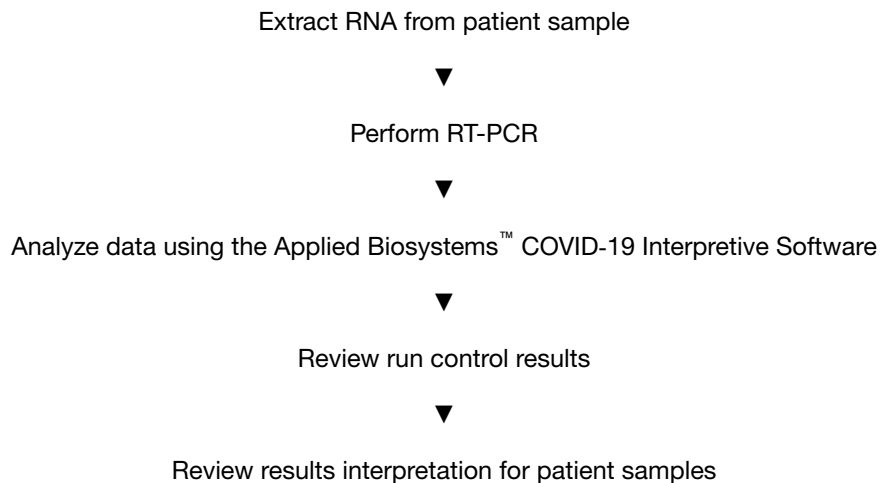 Extract RNA from patient sample
▼
Perform RT-PCR
▼
Analyze data using the Applied Biosystems™ COVID-19 Interpretive Software
▼
Review run control results
▼
Review results interpretation for patient samples